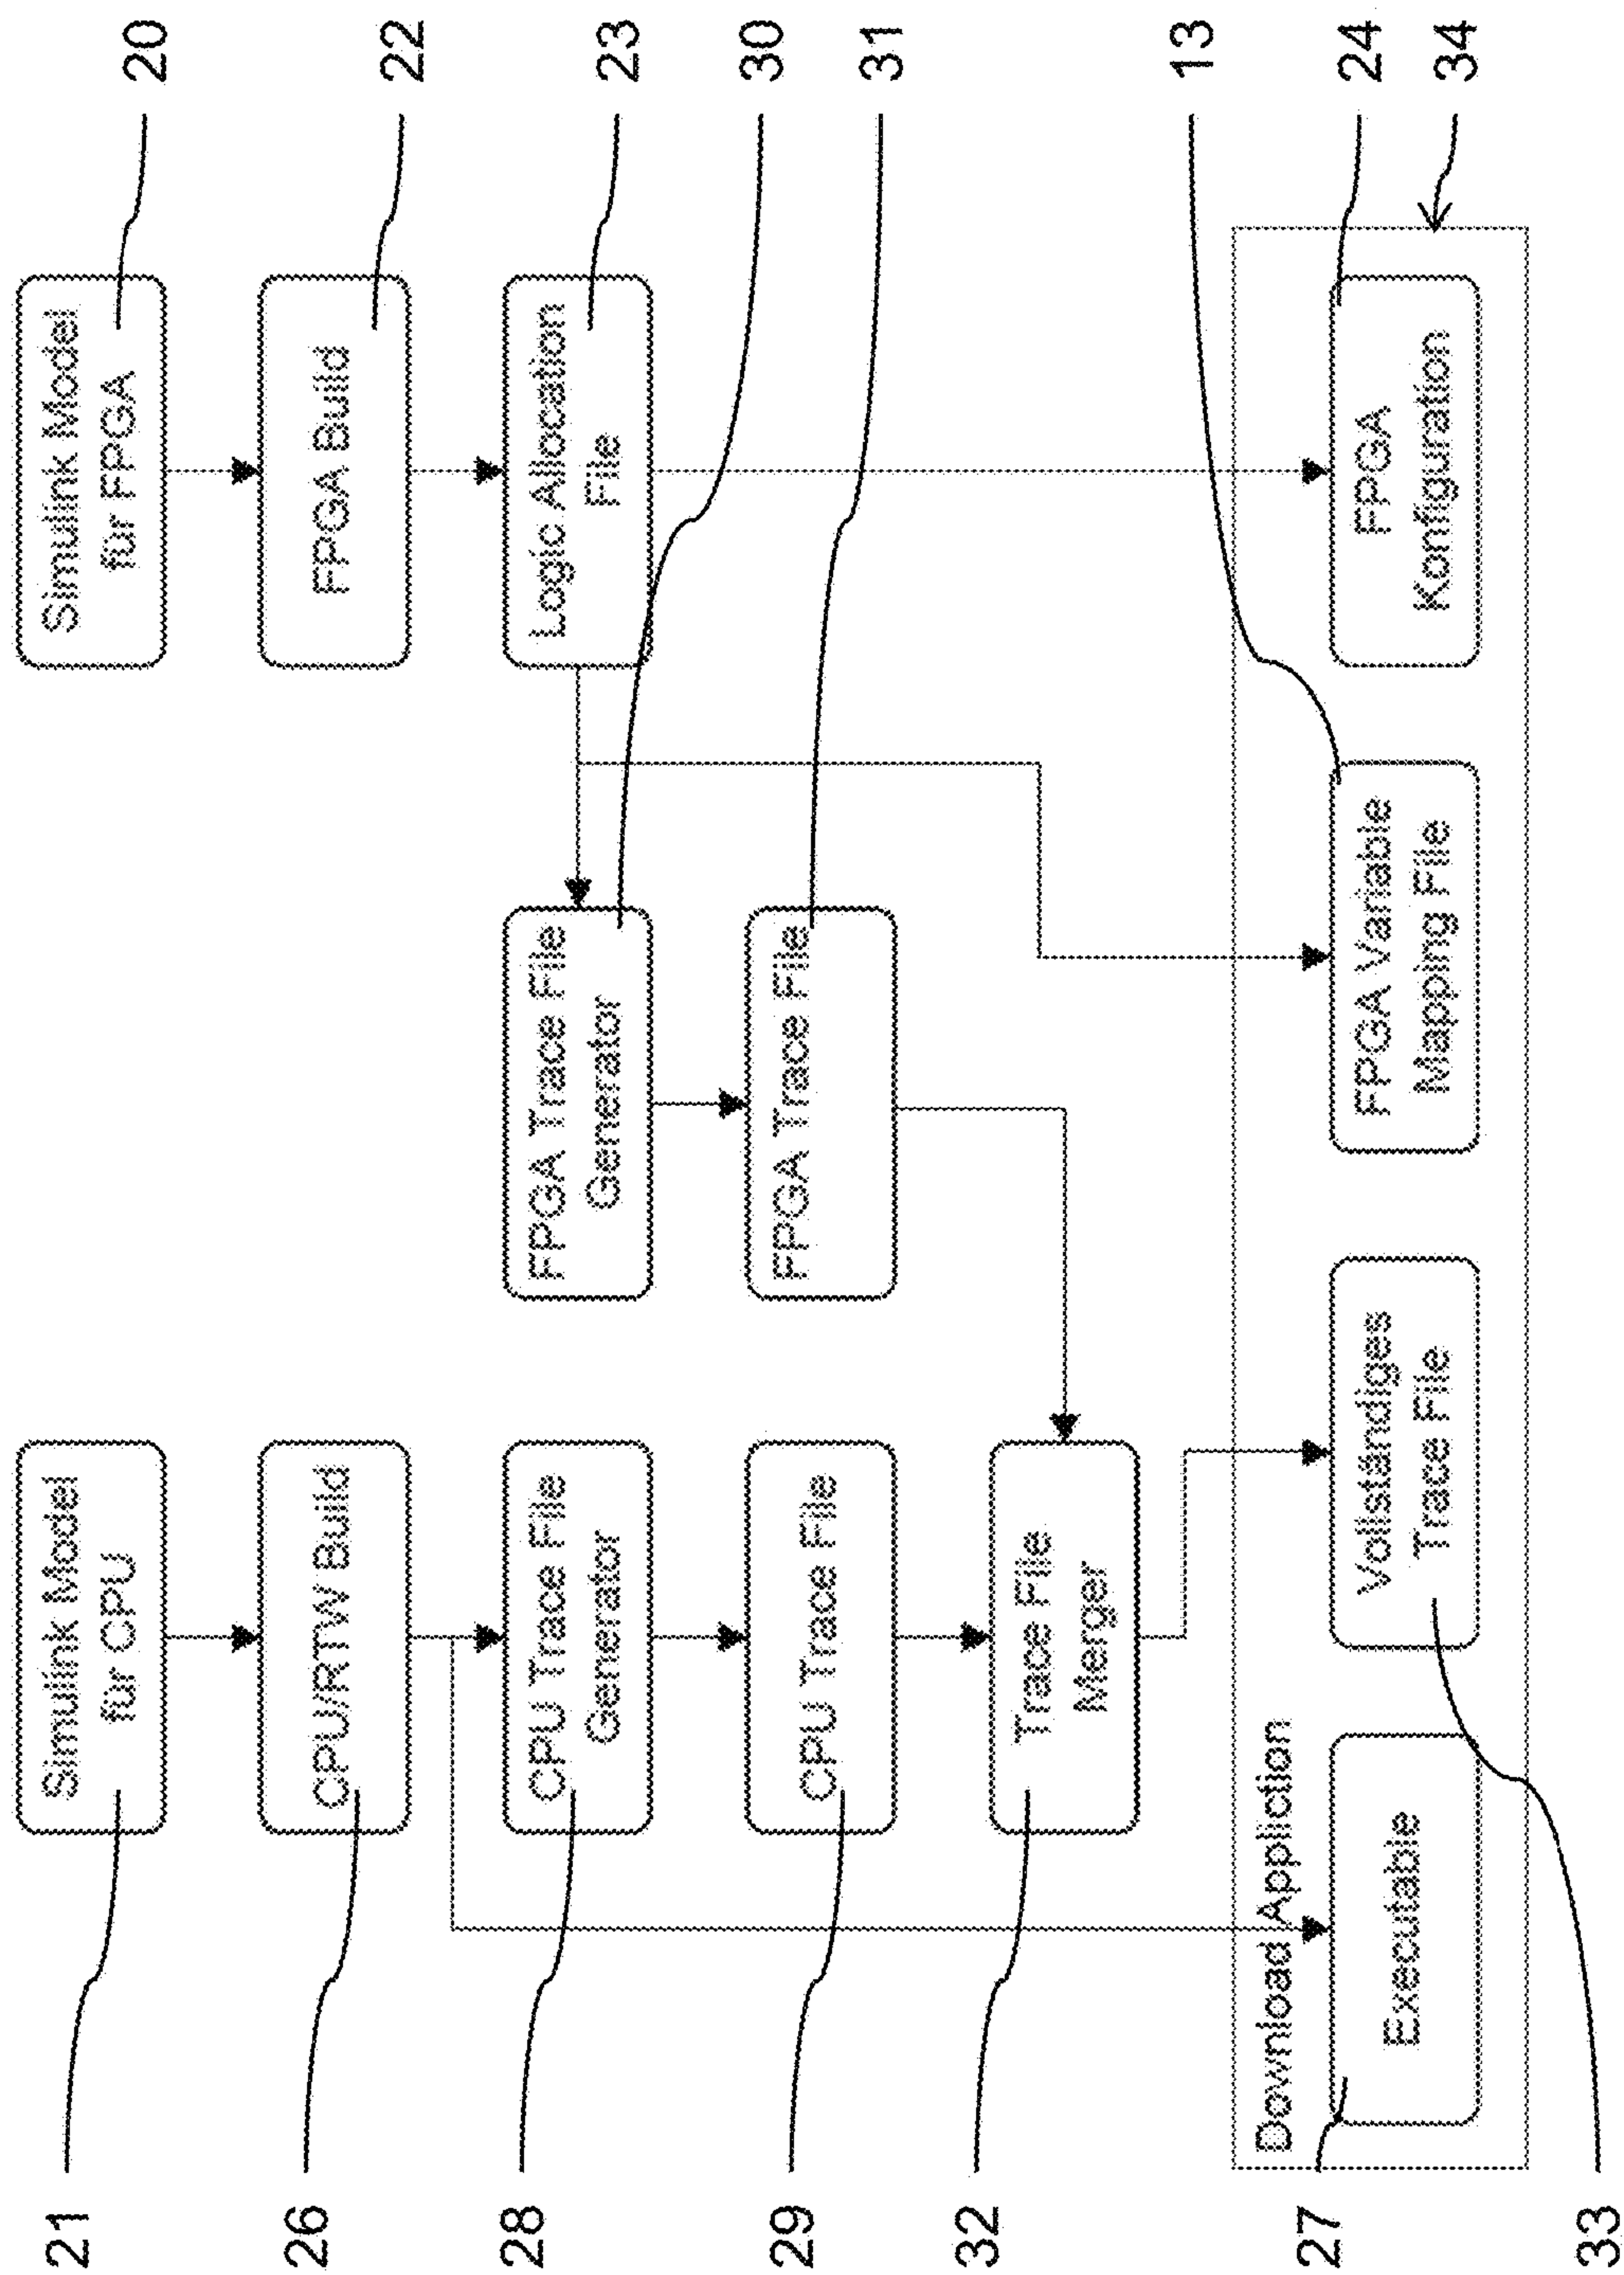 21
Simulink Model
für CPU
26
CPU/RTW Build
28
CPU Trace File
Generator
29
CPU Trace File
32
Trace File
Merger
Simulink Model
für FPGA
20
FPGA Build
22
Logic Allocation
File
23
FPGA Trace File
Generator
30
FPGA Trace File
31
Download Appliction
27
Executable
Vollständiges
Trace File
33
FPGA Variable
Mapping File
13
FPGA
Konfiguration
24
34